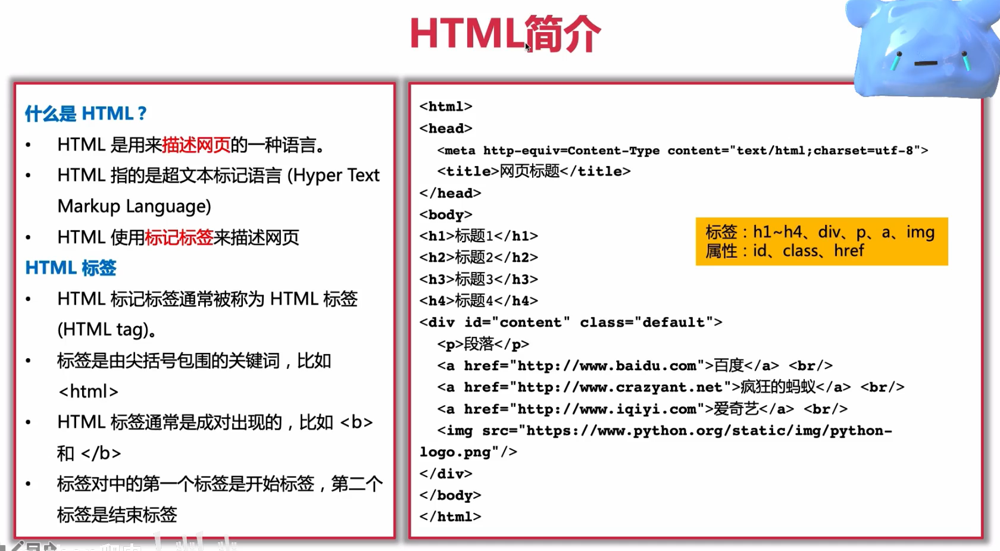 HTML简介
什么是 HTML？
• HTML 是用来描述网页的一种语言。
• HTML 指的是超文本标记语言 (Hyper Text
Markup Language)
• HTML 使用标记标签来描述网页
HTML 标签
• HTML 标记标签通常被称为 HTML 标签
(HTML tag)。
• 标签是由尖括号包围的关键词，比如
<html>
• HTML 标签通常是成对出现的，比如 <b>
和 </b>
• 标签对中的第一个标签是开始标签，第二个
标签是结束标签
<html>
<head>
<meta http-equiv=Content-Type content="text/html;charset=utf-8">
<title>网页标题</title>
</head>
<body>
<h1>标题1</h1>
<h2>标题2</h2>
<h3>标题3</h3>
<h4>标题4</h4>
<div id="content" class="default">
<p>段落</p>
<a href="http://www.baidu.com">百度</a> <br/>
<a href="http://www.crazyant.net">疯狂的蚂蚁</a> <br/>
<a href="http://www.iqiyi.com">爱奇艺</a> <br/>
<img src="https://www.python.org/static/img/python-
logo.png"/>
</div>
</body>
</html>
标签：h1~h4、div、p、a、img
属性：id、class、href